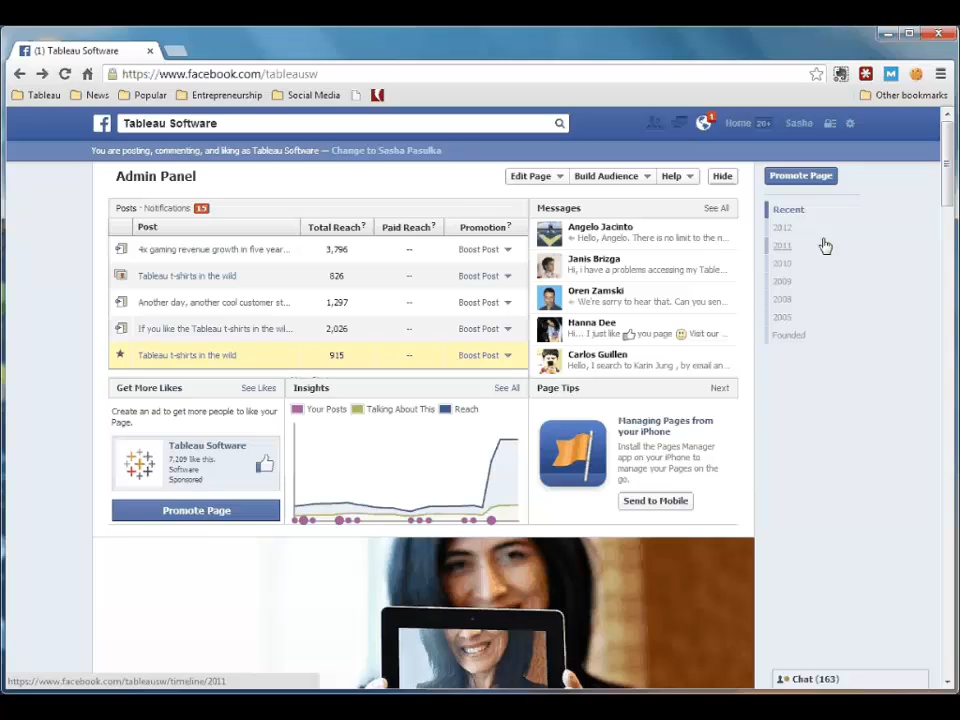 (1) Tableau Software
https://www.facebook.com/tableausw
Tableau News Popular Entrepreneurship Social Media Other bookmarks
Tableau Software
1
Home 20+ Sasha
You are posting, commenting, and liking as Tableau Software — Change to Sasha Pasulka
Admin Panel
Edit Page Build Audience Help Hide
Promote Page
Posts · Notifications 15
Post Total Reach? Paid Reach? Promotion?
4x gaming revenue growth in five year... 3,796 -- Boost Post
Tableau t-shirts in the wild 826 -- Boost Post
Another day, another cool customer st... 1,297 -- Boost Post
If you like the Tableau t-shirts in the wil... 2,026 -- Boost Post
Tableau t-shirts in the wild 915 -- Boost Post
Messages See All
Angelo Jacinto
Hello, Angelo. There is no limit to the n...
Janis Brizga
Hi, i have a problems accessing my Table...
Oren Zamski
We're sorry to hear that. Can you sen...
Hanna Dee
Hi... I just like you page Visit our ...
Carlos Guillen
Hello, I search to Karin Jung , by email an...
Recent
2012
2011
2010
2009
2008
2005
Founded
Get More Likes See Likes
Create an ad to get more people to like your
Page.
Tableau Software
7,209 like this.
Software
Sponsored
Promote Page
Insights See All
Your Posts Talking About This Reach
Page Tips Next
Managing Pages from
your iPhone
Install the Pages Manager
app on your iPhone to
manage your Pages on the
go.
Send to Mobile
https://www.facebook.com/tableausw/timeline/2011
Chat (163)